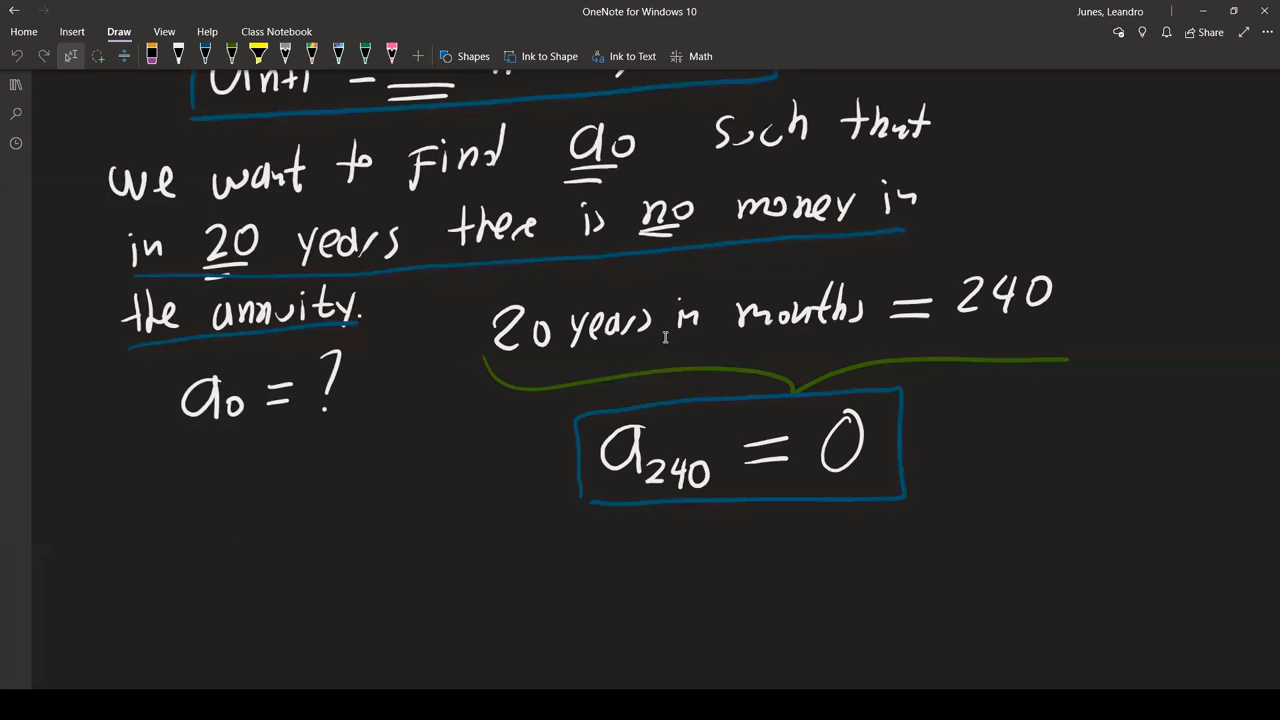 OneNote for Windows 10
Junes, Leandro
Home Insert Draw View Help Class Notebook
Share
Shapes Ink to Shape Ink to Text Math
an+1 =
we want to Find a0 such that
in 20 years there is no money in
the annuity.
20 years in months = 240
a0 = ?
a240 = 0